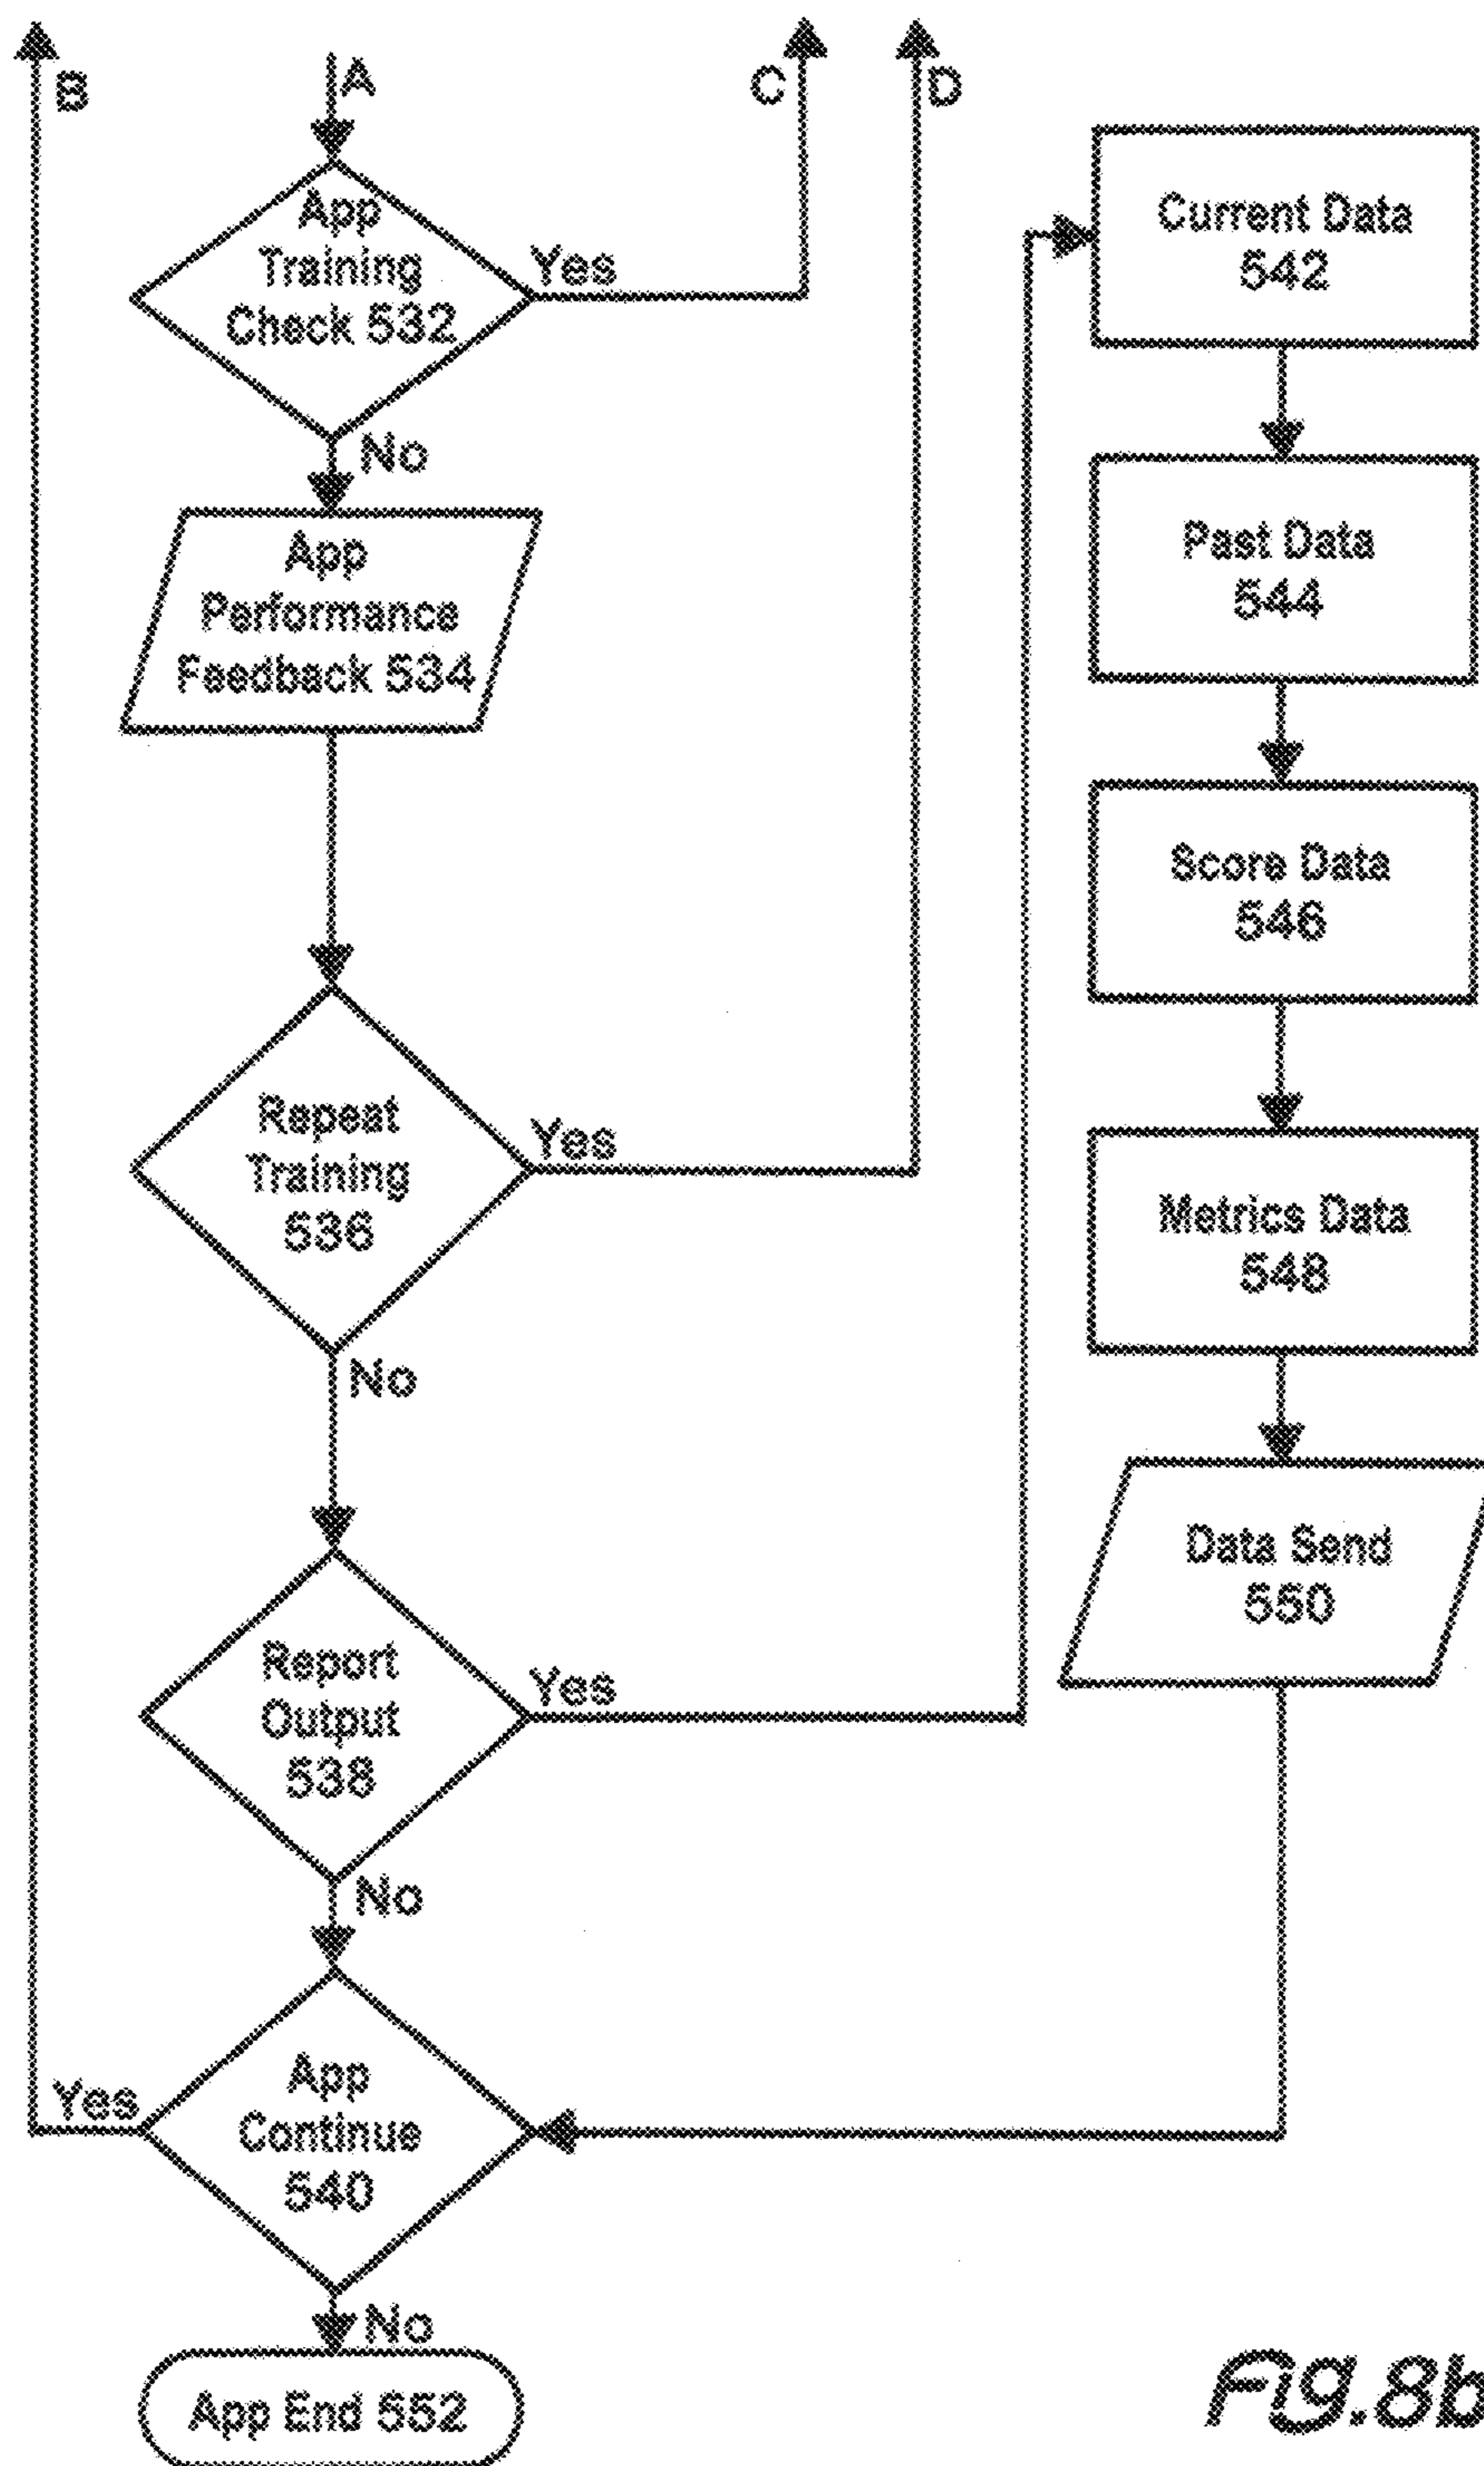 B
A
C
D
App
Training
Check 532
Yes
No
App
Performance
Feedback 534
Repeat
Training
536
Yes
No
Report
Output
538
Yes
No
App
Continue
540
Yes
No
App End 552
Current Data
542
Past Data
544
Score Data
546
Metrics Data
548
Data Send
550
Fig.8b